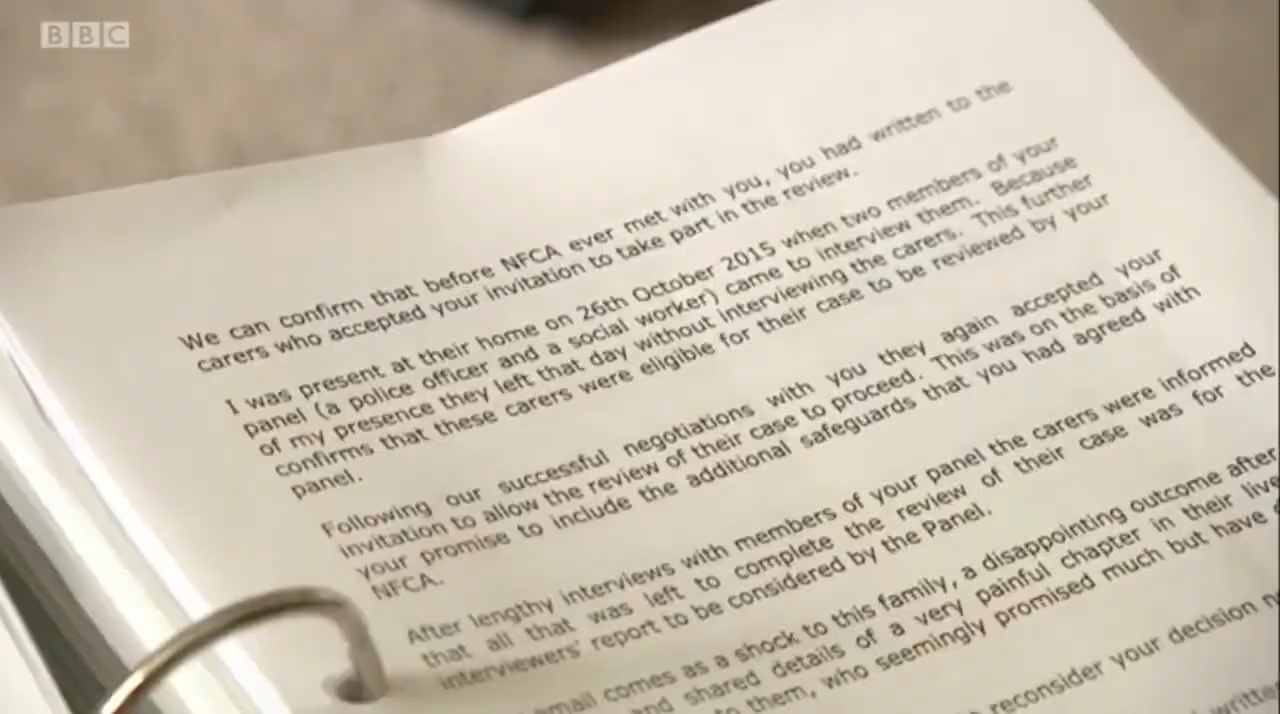 BBC
We can confirm that before NFCA ever met with you, you had written to the
carers who accepted your invitation to take part in the review.
I was present at their home on 26th October 2015 when two members of your
panel (a police officer and a social worker) came to interview them. Because
of my presence they left that day without interviewing the carers. This further
confirms that these carers were eligible for their case to be reviewed by your
panel.
Following our successful negotiations with you they again accepted your
invitation to allow the review of their case to proceed. This was on the basis of
your promise to include the additional safeguards that you had agreed with
NFCA.
After lengthy interviews with members of your panel the carers were informed
that all that was left to complete the review of their case was for the
interviewers' report to be considered by the Panel.
email comes as a shock to this family, a disappointing outcome after
and shared details of a very painful chapter in their
to them, who seemingly promised much but have
reconsider your decision